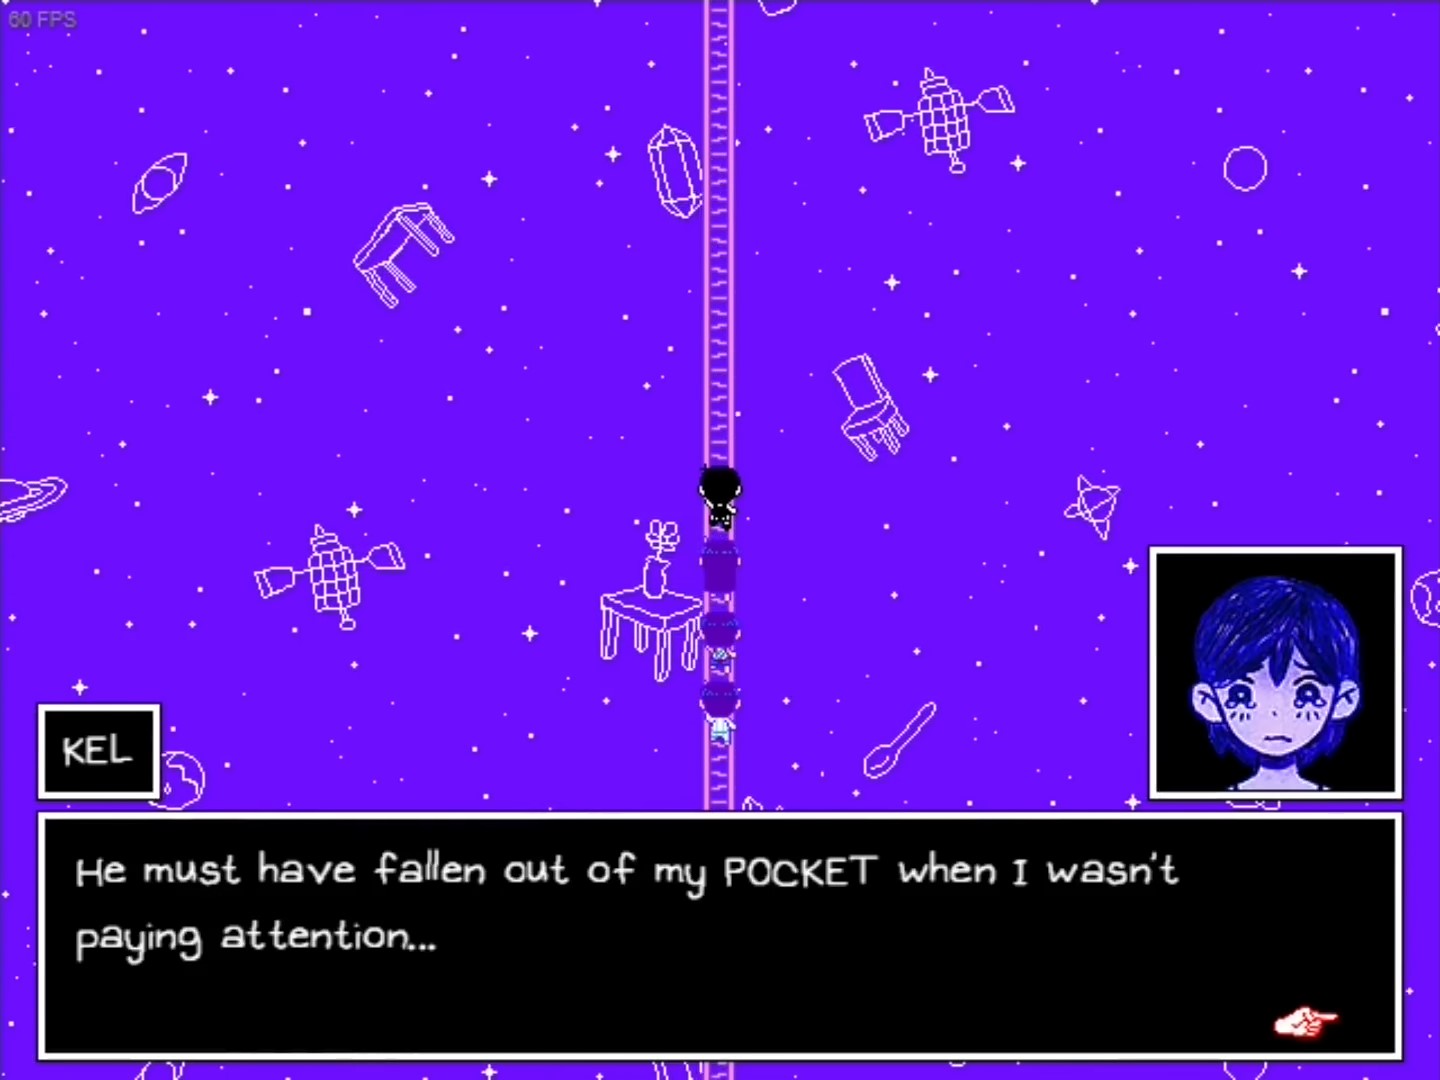 60 FPS
KEL
He must have fallen out of my POCKET when I wasn't
paying attention...